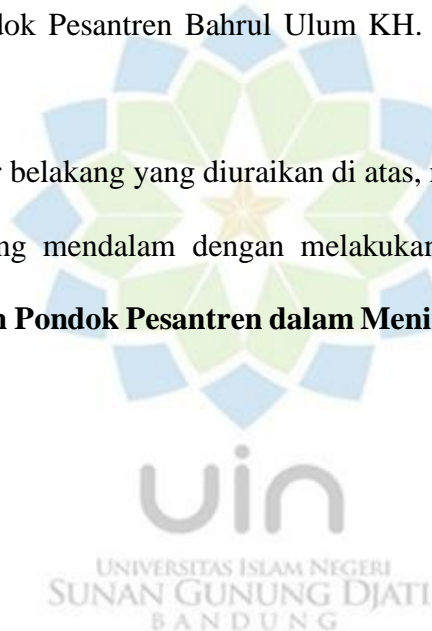 dok Pesantren Bahrul Ulum KH.
r belakang yang diuraikan di atas,
ng mendalam dengan melakukan
n Pondok Pesantren dalam Meni
uin
UNIVERSITAS ISLAM NEGERI
SUNAN GUNUNG DJATI
BANDUNG